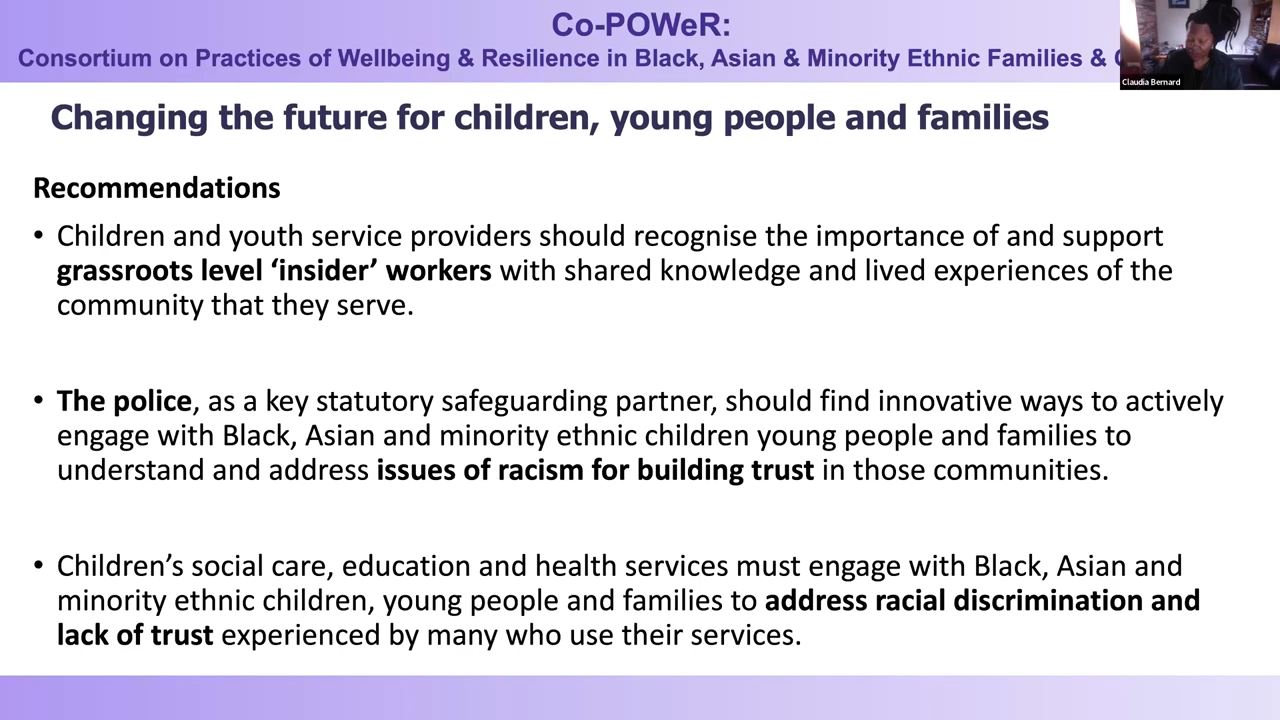 Co-POWeR:
Consortium on Practices of Wellbeing & Resilience in Black, Asian & Minority Ethnic Families &
Claudia Bernard
Changing the future for children, young people and families
Recommendations
• Children and youth service providers should recognise the importance of and support
grassroots level ‘insider’ workers with shared knowledge and lived experiences of the
community that they serve.
• The police, as a key statutory safeguarding partner, should find innovative ways to actively
engage with Black, Asian and minority ethnic children young people and families to
understand and address issues of racism for building trust in those communities.
• Children’s social care, education and health services must engage with Black, Asian and
minority ethnic children, young people and families to address racial discrimination and
lack of trust experienced by many who use their services.